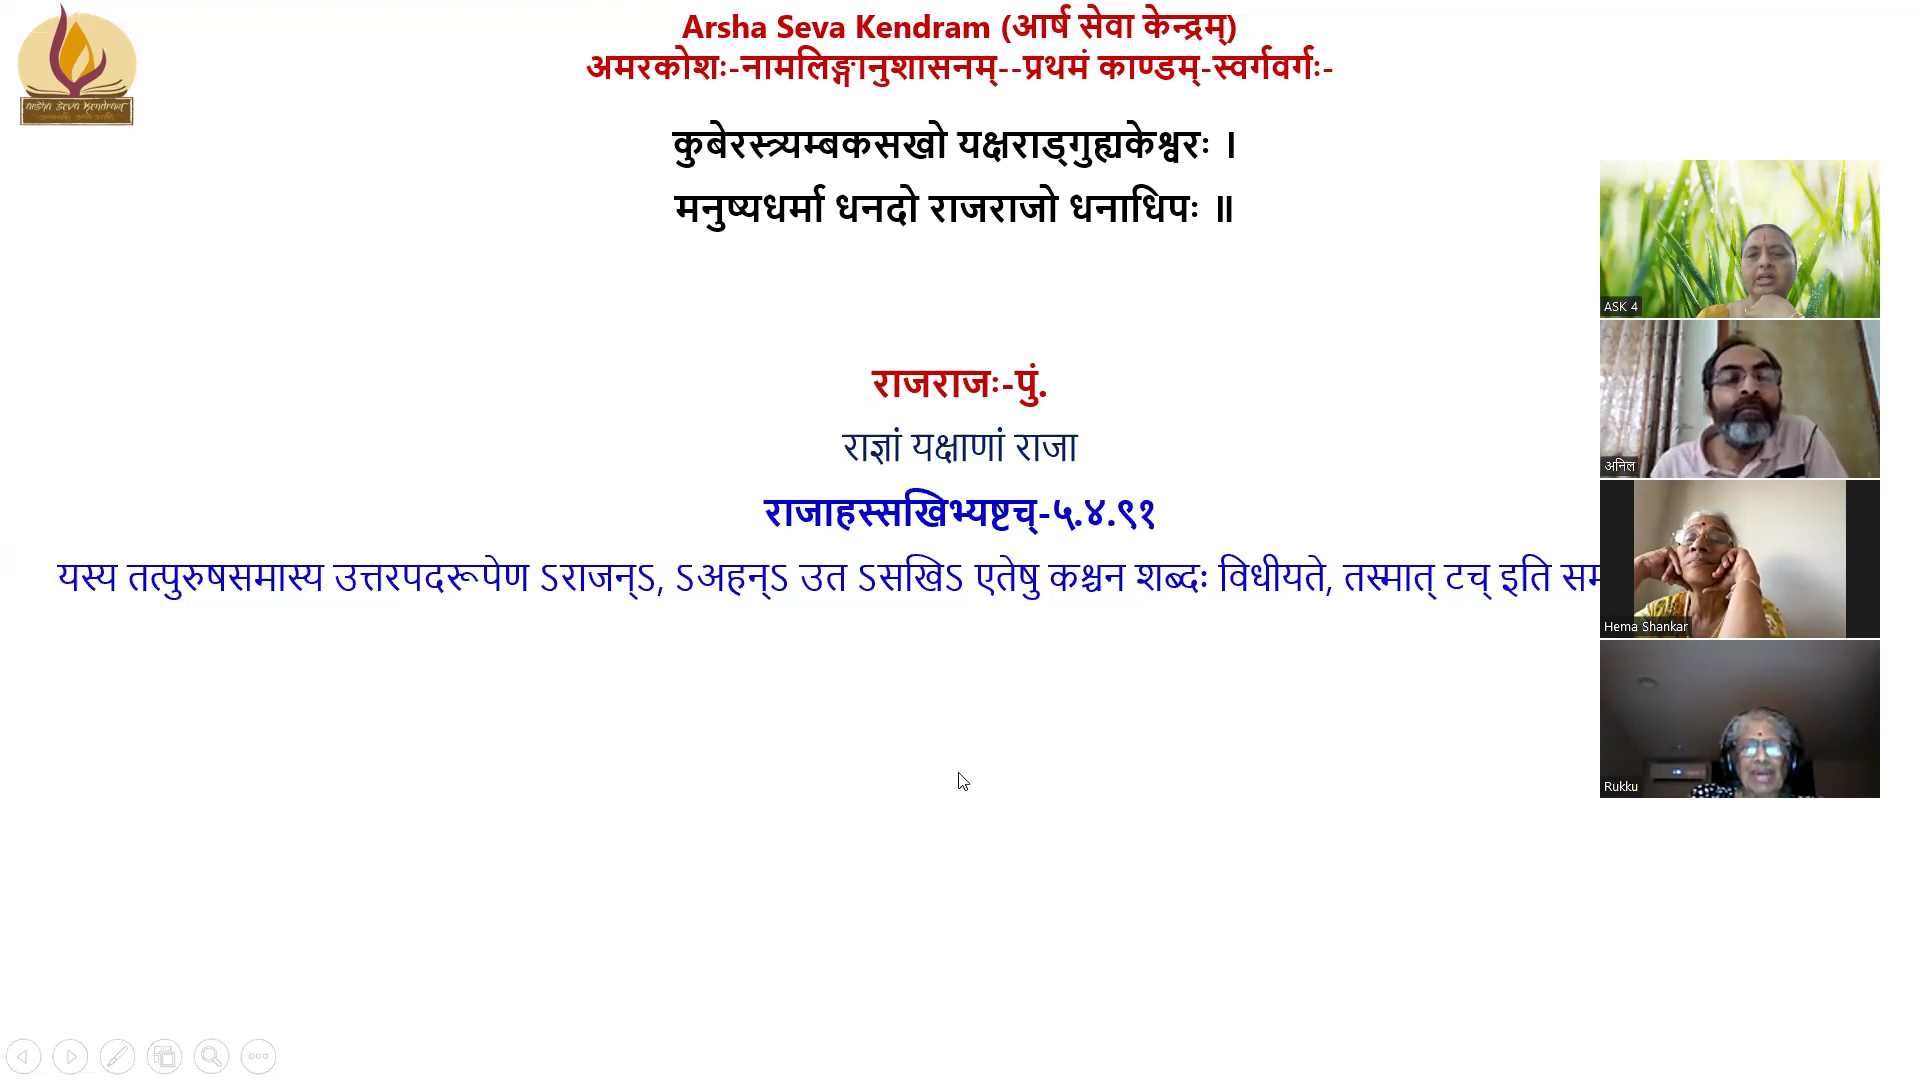 Arsha Seva Kendram (आर्ष सेवा केन्द्रम्)
अमरकोशः-नामलिङ्गानुशासनम्--प्रथमं काण्डम्-स्वर्गवर्गः-
कुबेरस्त्र्यम्बकसखो यक्षराड्गुह्यकेश्वरः ।
मनुष्यधर्मा धनदो राजराजो धनाधिपः ॥
राजराजः-पुं.
राज्ञां यक्षाणां राजा
राजाहस्सखिभ्यष्टच्-५.४.९१
यस्य तत्पुरुषसमास्य उत्तरपदरूपेण ऽराजन्ऽ, ऽअहन्ऽ उत ऽसखिऽ एतेषु कश्चन शब्दः विधीयते, तस्मात् टच् इति सम
arsha seva kendram
ASK 4
अनिल
Hema Shankar
Rukku